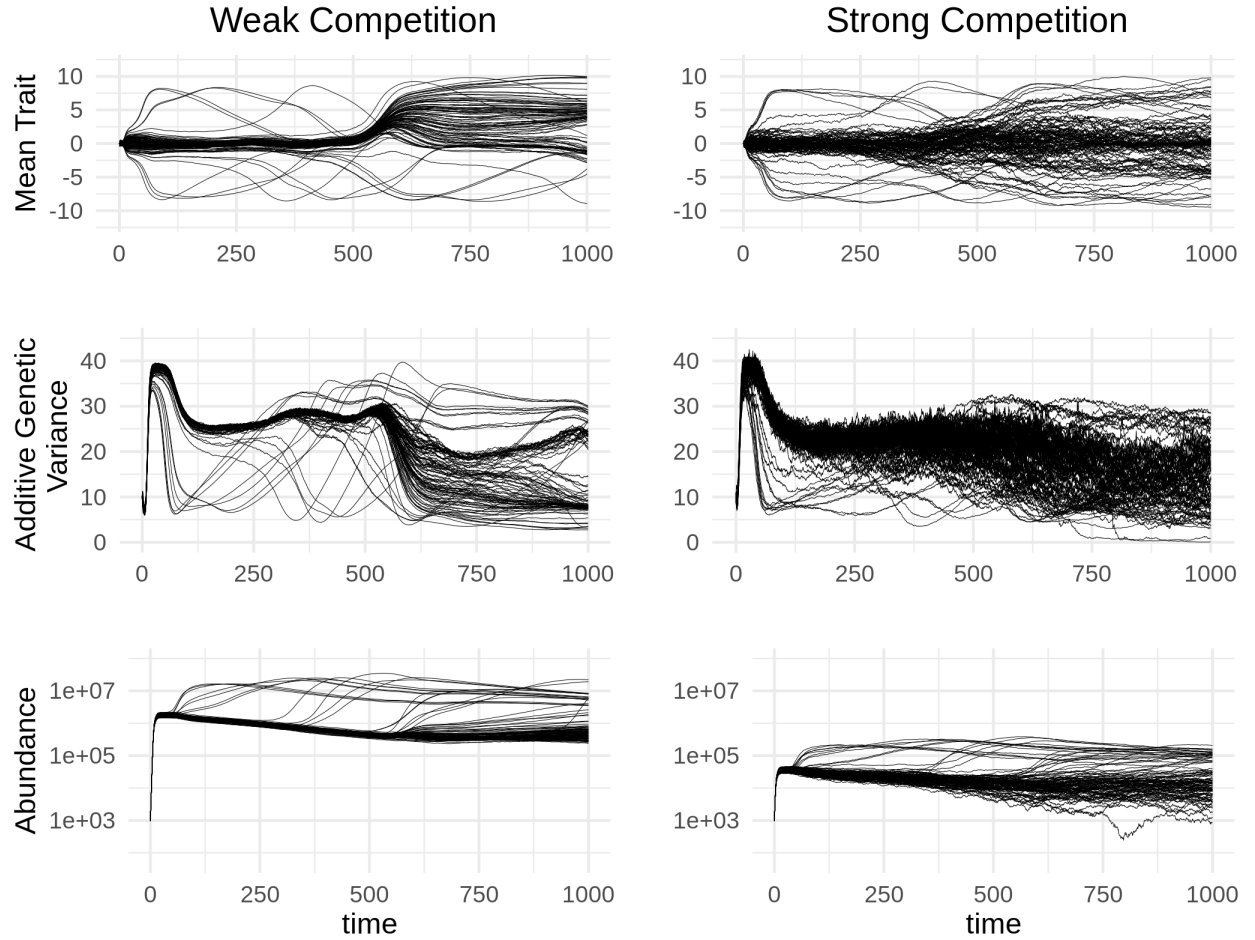 Weak Competition
Strong Competition
Mean Trait
10
5
0
-5
-10
0 250 500 750 1000
10
5
0
-5
-10
0 250 500 750 1000
Additive Genetic
Variance
40
30
20
10
0
0 250 500 750 1000
40
30
20
10
0
0 250 500 750 1000
Abundance
1e+07
1e+05
1e+03
0 250 500 750 1000
time
1e+07
1e+05
1e+03
0 250 500 750 1000
time